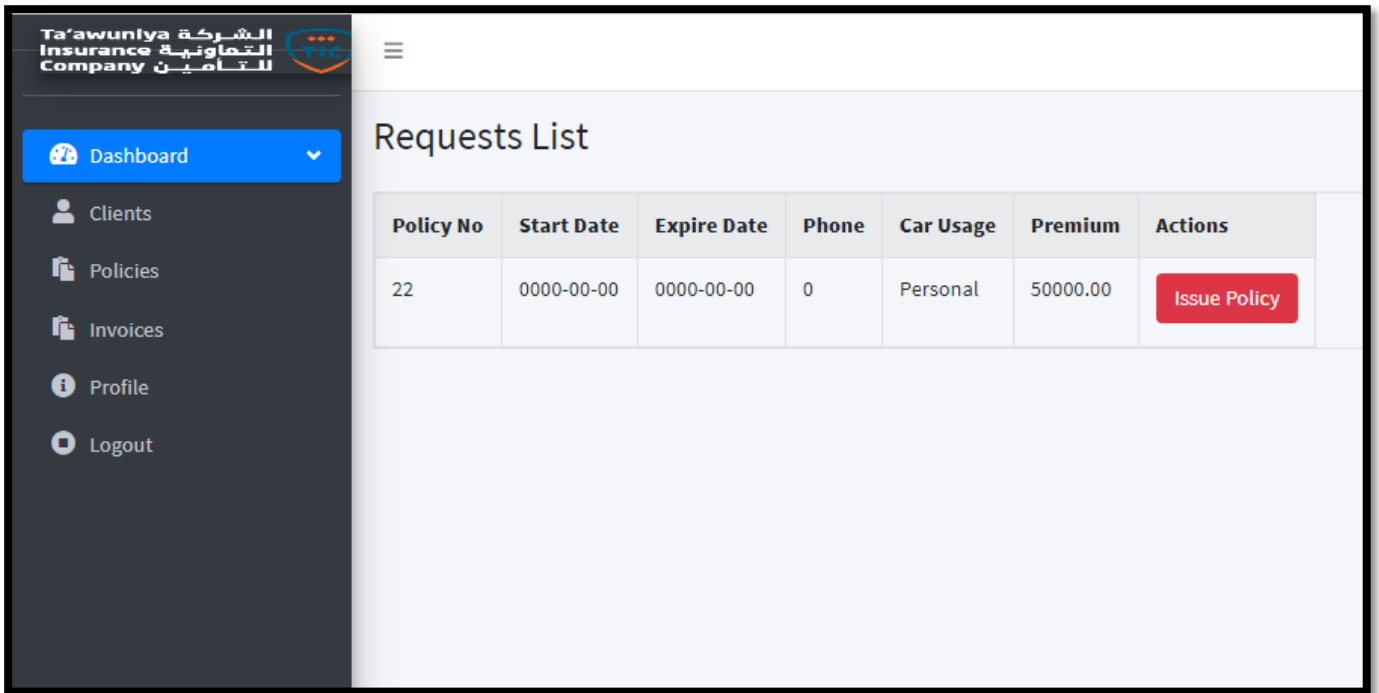 Ta'awuniya الشركة
Insurance التعاونية
Company للتأمين
TIC
Requests List
Dashboard
Clients
Policies
Invoices
Profile
Logout
Policy No Start Date Expire Date Phone Car Usage Premium Actions
22 0000-00-00 0000-00-00 0 Personal 50000.00 Issue Policy